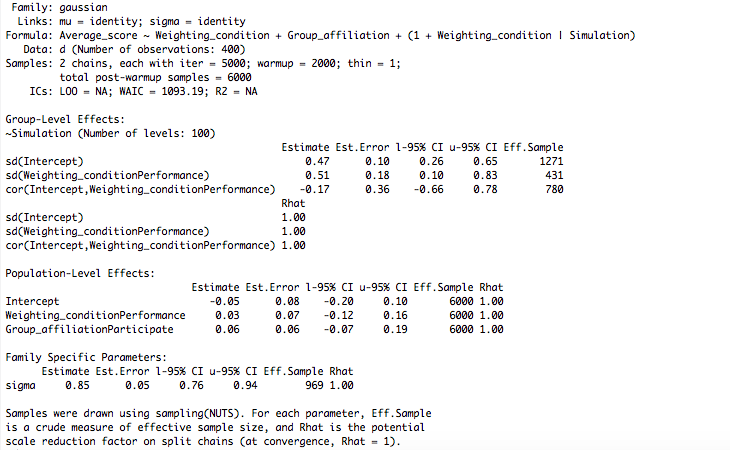 Family: gaussian
Links: mu = identity; sigma = identity
Formula: Average_score ~ Weighting_condition + Group_affiliation + (1 + Weighting_condition | Simulation)
Data: d (Number of observations: 400)
Samples: 2 chains, each with iter = 5000; warmup = 2000; thin = 1;
total post-warmup samples = 6000
ICs: LOO = NA; WAIC = 1093.19; R2 = NA

Group-Level Effects:
~Simulation (Number of levels: 100)
Estimate Est.Error l-95% CI u-95% CI Eff.Sample
sd(Intercept) 0.47 0.10 0.26 0.65 1271
sd(Weighting_conditionPerformance) 0.51 0.18 0.10 0.83 431
cor(Intercept,Weighting_conditionPerformance) -0.17 0.36 -0.66 0.78 780
Rhat
sd(Intercept) 1.00
sd(Weighting_conditionPerformance) 1.00
cor(Intercept,Weighting_conditionPerformance) 1.00

Population-Level Effects:
Estimate Est.Error l-95% CI u-95% CI Eff.Sample Rhat
Intercept -0.05 0.08 -0.20 0.10 6000 1.00
Weighting_conditionPerformance 0.03 0.07 -0.12 0.16 6000 1.00
Group_affiliationParticipate 0.06 0.06 -0.07 0.19 6000 1.00

Family Specific Parameters:
Estimate Est.Error l-95% CI u-95% CI Eff.Sample Rhat
sigma 0.85 0.05 0.76 0.94 969 1.00

Samples were drawn using sampling(NUTS). For each parameter, Eff.Sample
is a crude measure of effective sample size, and Rhat is the potential
scale reduction factor on split chains (at convergence, Rhat = 1).